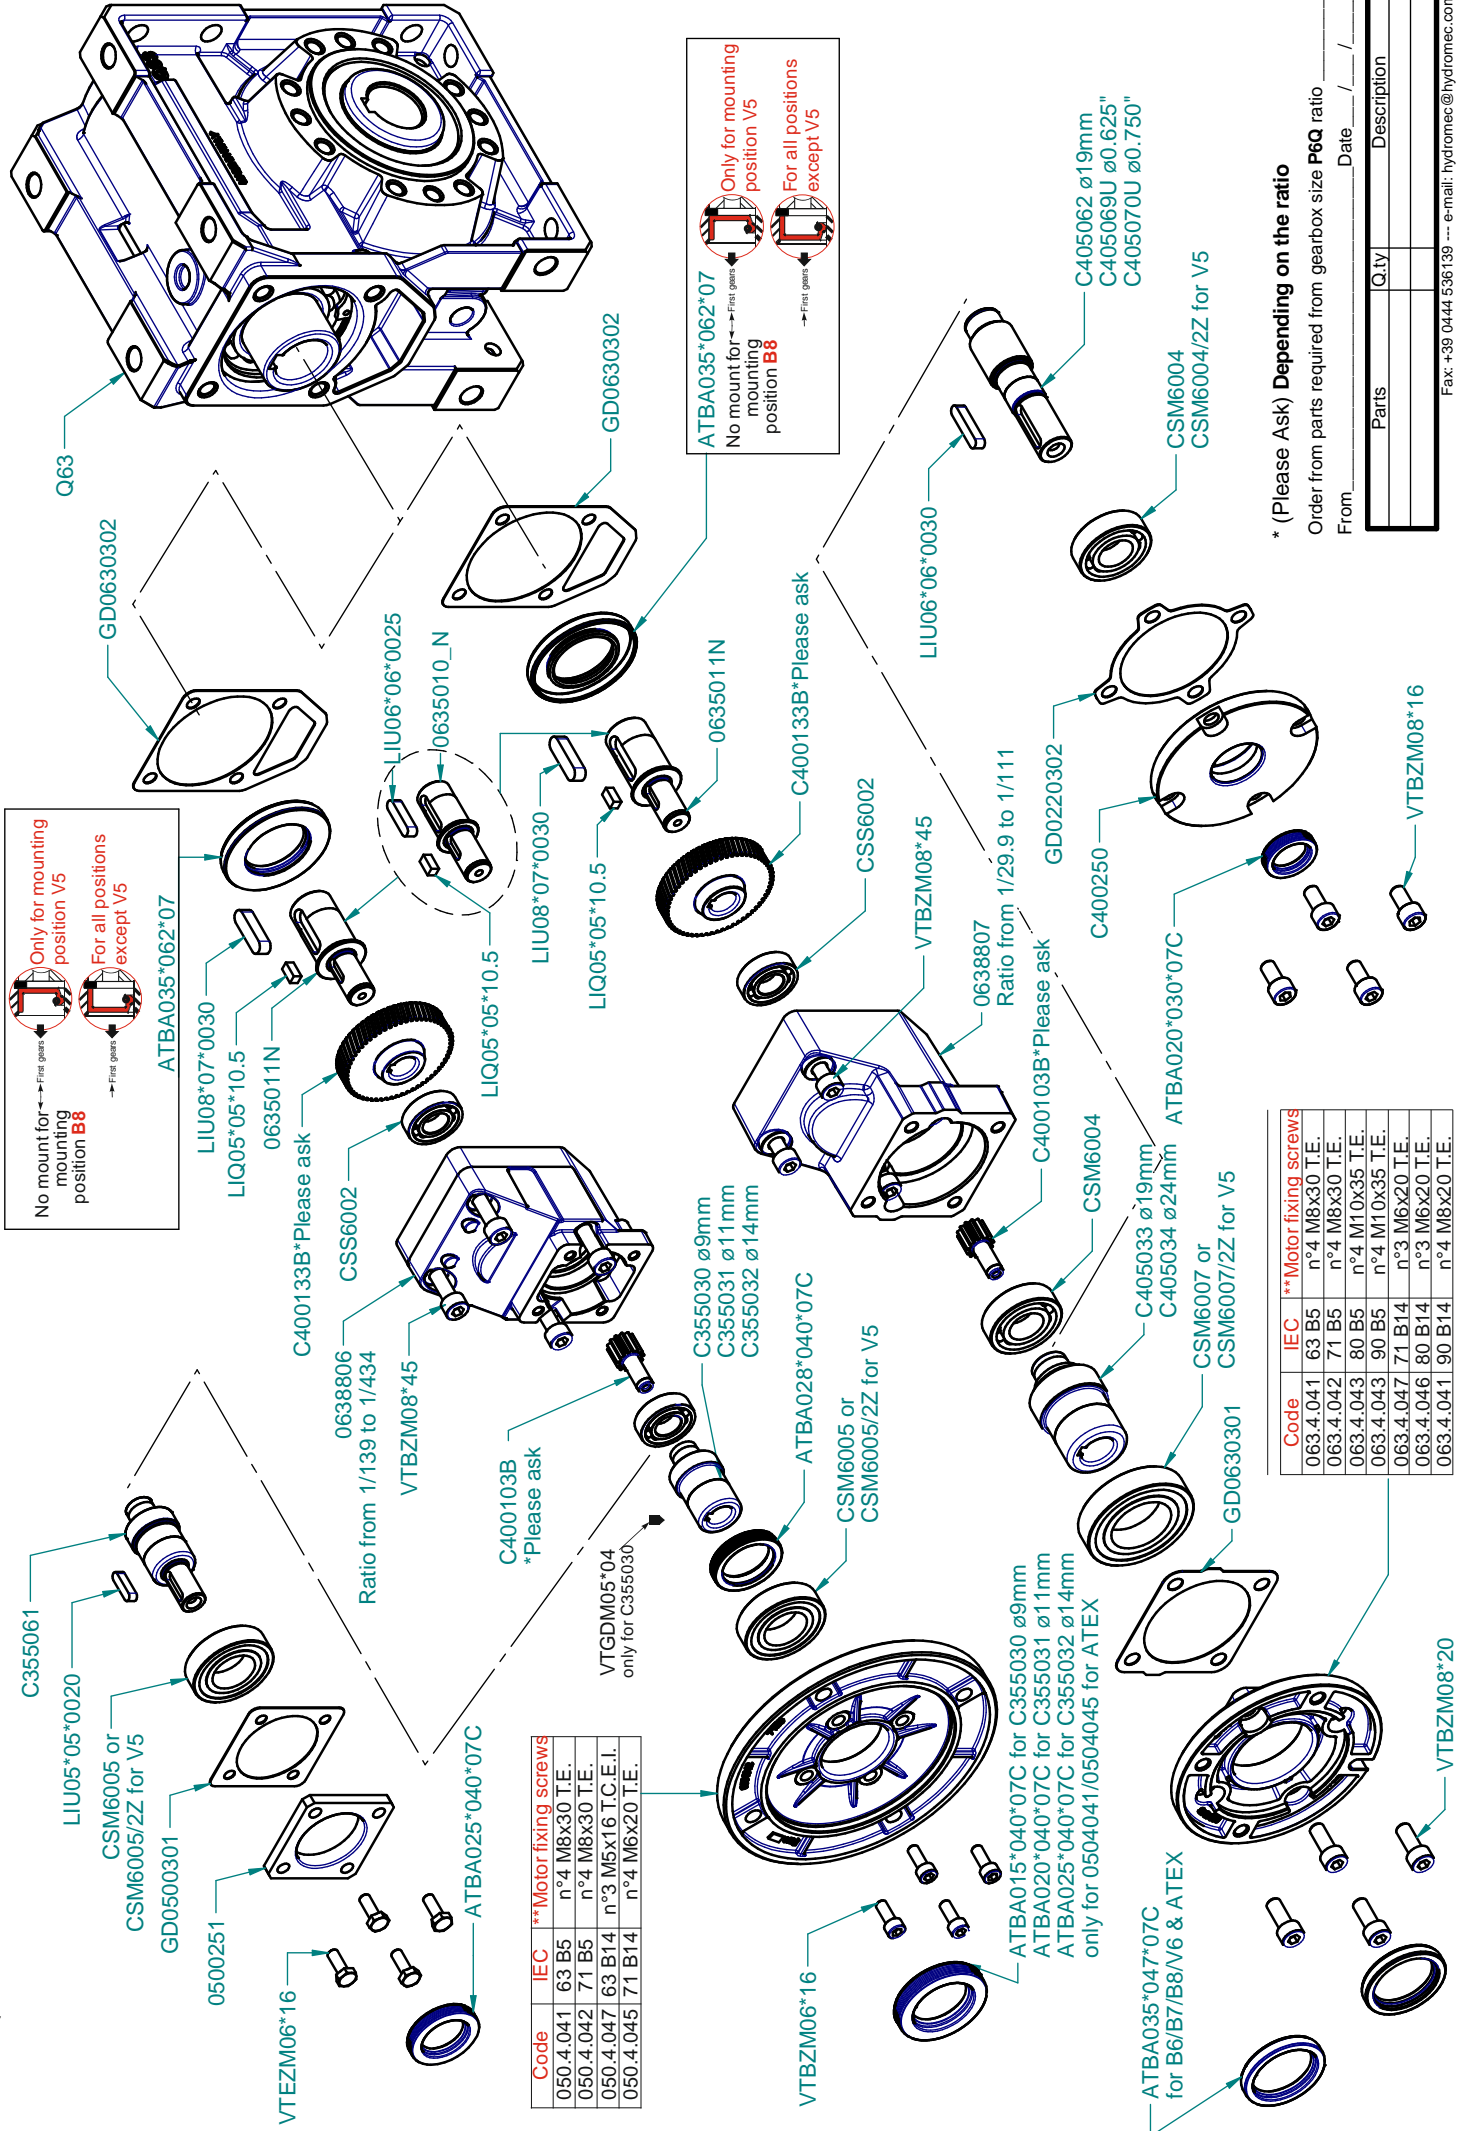 Q63
GD0630302
No mount for
mounting
position B8
First gears
First gears
Only for mounting
position V5
For all positions
except V5
ATBA035*062*07
LIU08*07*0030
LIQ05*05*10.5
0635011N
C400133B*Please ask
CSS6002
0638806
Ratio from 1/139 to 1/434
VTBZM08*45
LIU06*06*0025
0635010_N
LIQ05*05*10.5
GD0630302
ATBA035*062*07
No mount for
mounting
position B8
First gears
First gears
Only for mounting
position V5
For all positions
except V5
LIU08*07*0030
LIQ05*05*10.5
0635011N
C400133B*Please ask
CSS6002
VTBZM08*45
0638807
Ratio from 1/29.9 to 1/111
C400103B*Please ask
CSM6004
C405033 ø19mm
C405034 ø24mm
CSM6007 or
CSM6007/2Z for V5
GD0630301
C355061
LIU05*05*0020
CSM6005 or
CSM6005/2Z for V5
GD0500301
0500251
VTEZM06*16
ATBA025*040*07C
C400103B
*Please ask
VTGDM05*04
only for C355030
C355030 ø9mm
C355031 ø11mm
C355032 ø14mm
ATBA028*040*07C
CSM6005 or
CSM6005/2Z for V5
Code IEC **Motor fixing screws
050.4.041 63 B5 n°4 M8x30 T.E.
050.4.042 71 B5 n°4 M8x30 T.E.
050.4.047 63 B14 n°3 M5x16 T.C.E.I.
050.4.045 71 B14 n°4 M6x20 T.E.
VTBZM06*16
ATBA015*040*07C for C355030 ø9mm
ATBA020*040*07C for C355031 ø11mm
ATBA025*040*07C for C355032 ø14mm
only for 0504041/0504045 for ATEX
ATBA035*047*07C
for B6/B7/B8/V6 & ATEX
VTBZM08*20
Code IEC **Motor fixing screws
063.4.041 63 B5 n°4 M8x30 T.E.
063.4.042 71 B5 n°4 M8x30 T.E.
063.4.043 80 B5 n°4 M10x35 T.E.
063.4.043 90 B5 n°4 M10x35 T.E.
063.4.047 71 B14 n°3 M6x20 T.E.
063.4.046 80 B14 n°3 M6x20 T.E.
063.4.041 90 B14 n°4 M8x20 T.E.
C405062 ø19mm
C405069U ø0.625"
C405070U ø0.750"
LIU06*06*0030
CSM6004
CSM6004/2Z for V5
GD0220302
C400250
ATBA020*030*07C
VTBZM08*16
* (Please Ask) Depending on the ratio
Order from parts required from gearbox size P6Q ratio
From Date / /
Parts Q.ty Description
Fax: +39 0444 536139 --- e-mail: hydromec@hydromec.com